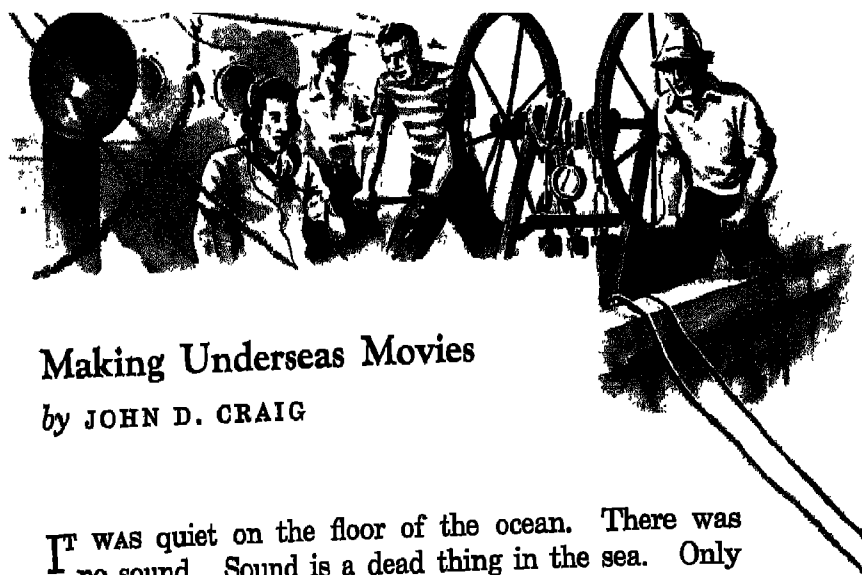 Making Underseas Movies
by JOHN D. CRAIG
IT WAS quiet on the floor of the ocean. There was
no sound. Sound is a dead thing in the sea. Only